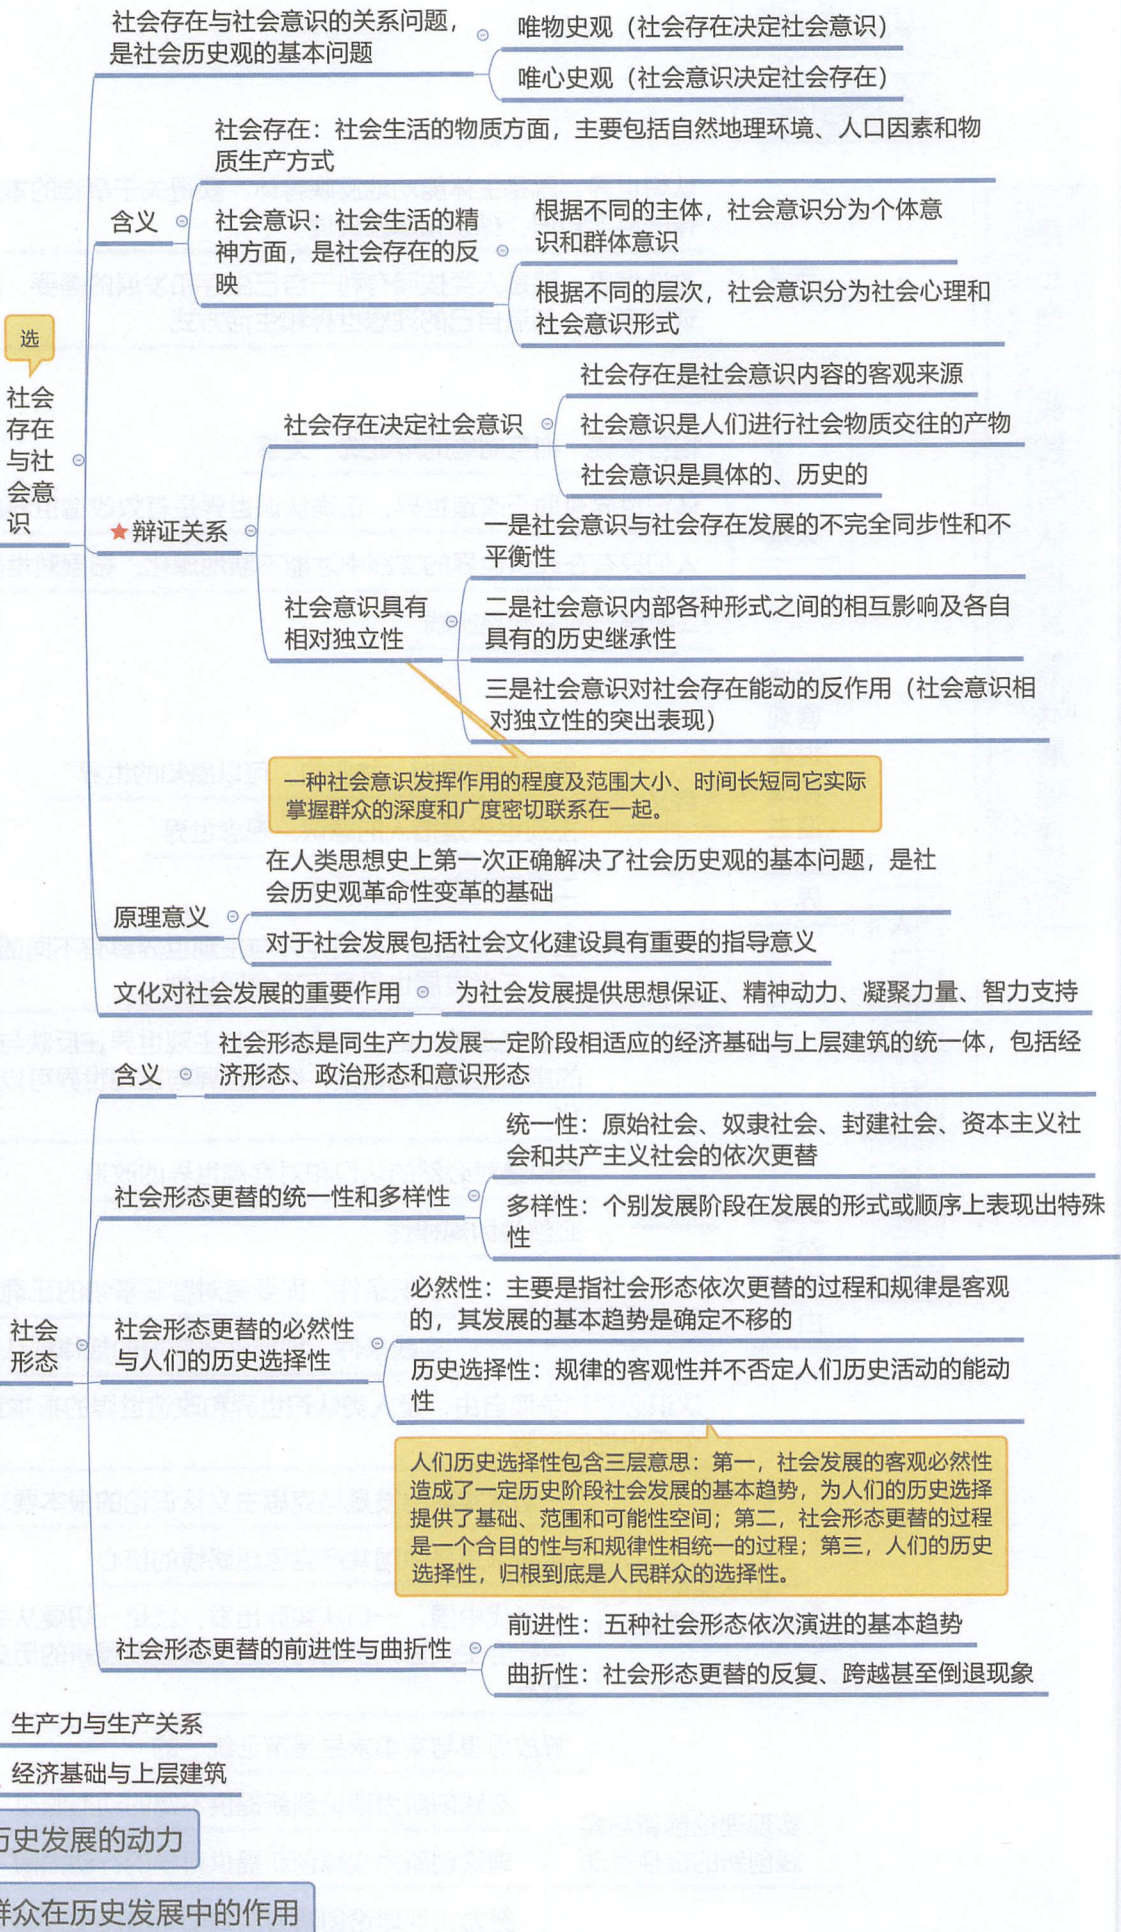 社会存在与社会意识的关系问题，
是社会历史观的基本问题
唯物史观（社会存在决定社会意识）
唯心史观（社会意识决定社会存在）
社会存在：社会生活的物质方面，主要包括自然地理环境、人口因素和物
质生产方式
含义
社会意识：社会生活的精
神方面，是社会存在的反
映
根据不同的主体，社会意识分为个体意
识和群体意识
根据不同的层次，社会意识分为社会心理和
社会意识形式
选
社会
存在
与社
会意
识
社会存在是社会意识内容的客观来源
社会存在决定社会意识
社会意识是人们进行社会物质交往的产物
社会意识是具体的、历史的
辩证关系
一是社会意识与社会存在发展的不完全同步性和不
平衡性
社会意识具有
相对独立性
二是社会意识内部各种形式之间的相互影响及各自
具有的历史继承性
三是社会意识对社会存在能动的反作用（社会意识相
对独立性的突出表现）
一种社会意识发挥作用的程度及范围大小、时间长短同它实际
掌握群众的深度和广度密切联系在一起。
在人类思想史上第一次正确解决了社会历史观的基本问题，是社
会历史观革命性变革的基础
原理意义
对于社会发展包括社会文化建设具有重要的指导意义
文化对社会发展的重要作用
为社会发展提供思想保证、精神动力、凝聚力量、智力支持
社会形态是同生产力发展一定阶段相适应的经济基础与上层建筑的统一体，包括经
济形态、政治形态和意识形态
含义
统一性：原始社会、奴隶社会、封建社会、资本主义社
会和共产主义社会的依次更替
社会形态更替的统一性和多样性
多样性：个别发展阶段在发展的形式或顺序上表现出特殊
性
必然性：主要是指社会形态依次更替的过程和规律是客观
的，其发展的基本趋势是确定不移的
社会
形态
社会形态更替的必然性
与人们的历史选择性
历史选择性：规律的客观性并不否定人们历史活动的能动
性
人们历史选择性包含三层意思：第一，社会发展的客观必然性
造成了一定历史阶段社会发展的基本趋势，为人们的历史选择
提供了基础、范围和可能性空间；第二，社会形态更替的过程
是一个合目的性与和规律性相统一的过程；第三，人们的历史
选择性，归根到底是人民群众的选择性。
前进性：五种社会形态依次演进的基本趋势
社会形态更替的前进性与曲折性
曲折性：社会形态更替的反复、跨越甚至倒退现象
生产力与生产关系
经济基础与上层建筑
历史发展的动力
群众在历史发展中的作用